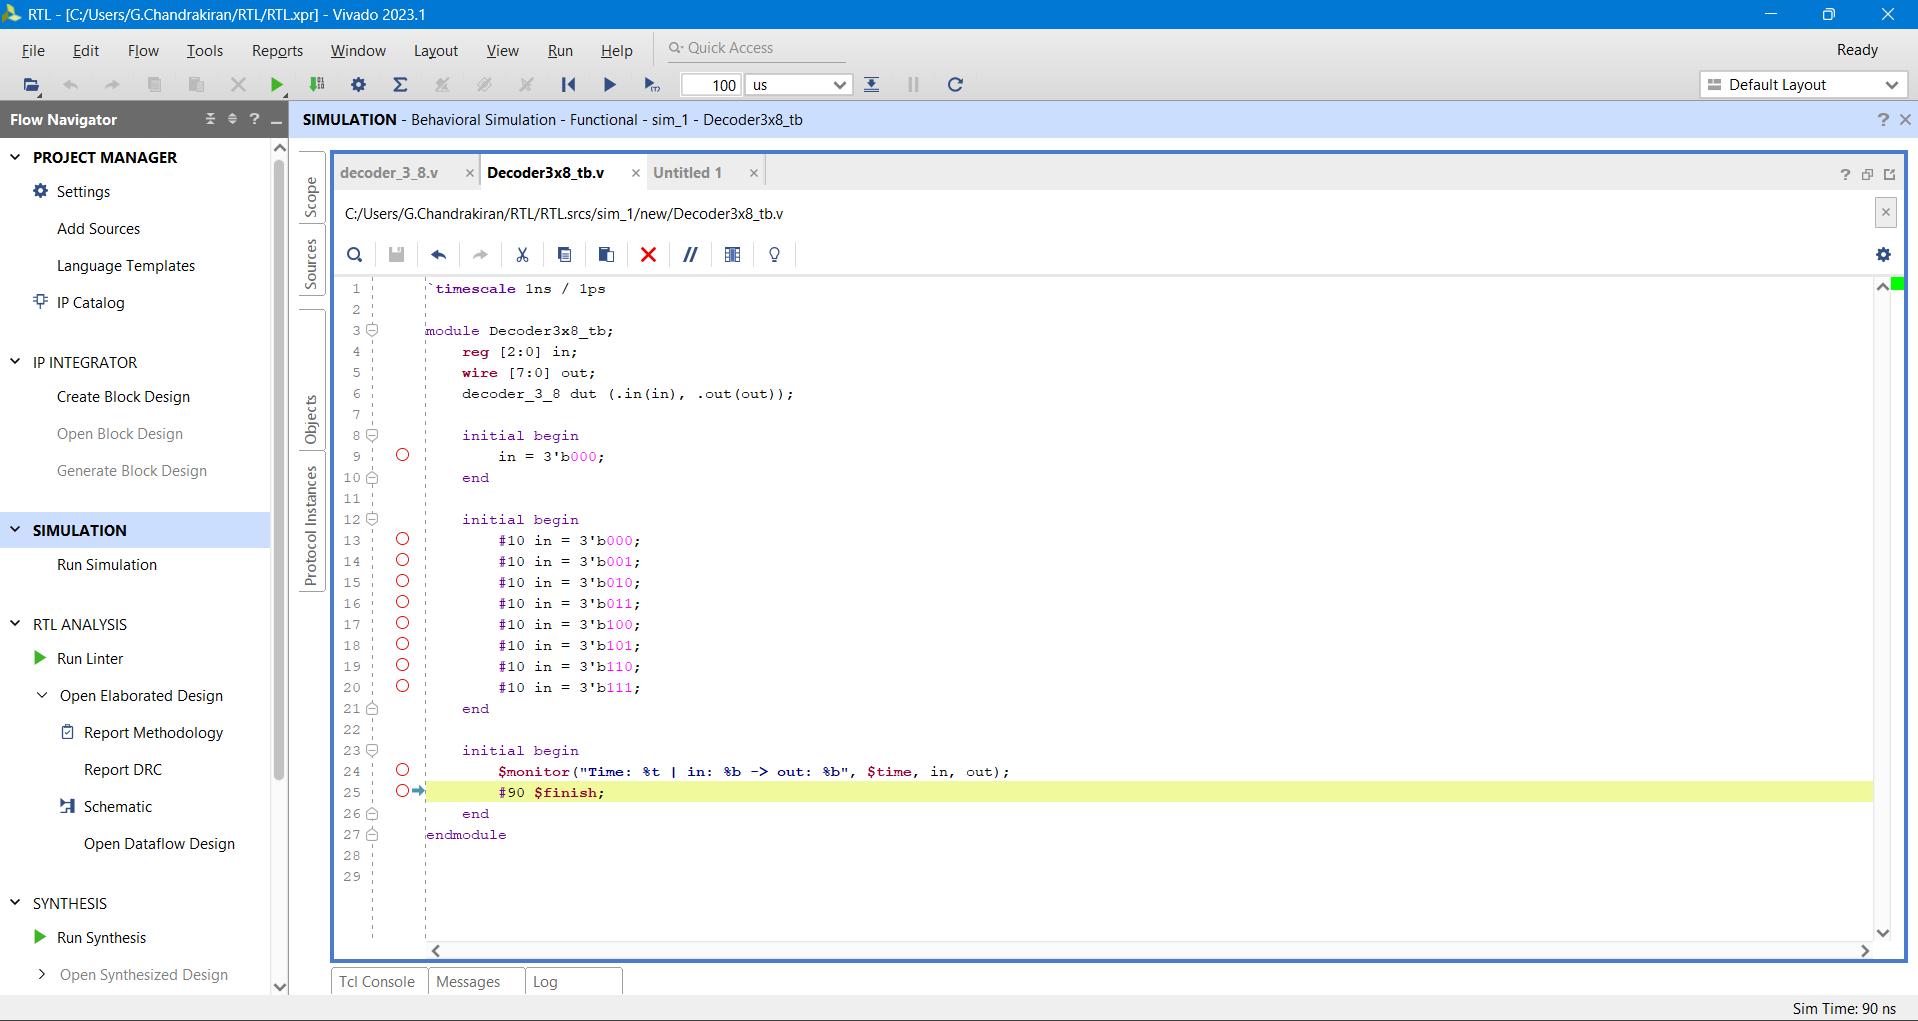 RTL - [C:/Users/G.Chandrakiran/RTL/RTL.xpr] - Vivado 2023.1
File Edit Flow Tools Reports Window Layout View Run Help Quick Access Ready
100 us Default Layout
Flow Navigator
SIMULATION - Behavioral Simulation - Functional - sim_1 - Decoder3x8_tb
PROJECT MANAGER
Settings
Add Sources
Language Templates
IP Catalog
IP INTEGRATOR
Create Block Design
Open Block Design
Generate Block Design
SIMULATION
Run Simulation
RTL ANALYSIS
Run Linter
Open Elaborated Design
Report Methodology
Report DRC
Schematic
Open Dataflow Design
SYNTHESIS
Run Synthesis
Open Synthesized Design
Scope
Sources
Objects
Protocol Instances
decoder_3_8.v Decoder3x8_tb.v Untitled 1
C:/Users/G.Chandrakiran/RTL/RTL.srcs/sim_1/new/Decoder3x8_tb.v
1 `timescale 1ns / 1ps
2
3 module Decoder3x8_tb;
4 reg [2:0] in;
5 wire [7:0] out;
6 decoder_3_8 dut (.in(in), .out(out));
7
8 initial begin
9 in = 3'b000;
10 end
11
12 initial begin
13 #10 in = 3'b000;
14 #10 in = 3'b001;
15 #10 in = 3'b010;
16 #10 in = 3'b011;
17 #10 in = 3'b100;
18 #10 in = 3'b101;
19 #10 in = 3'b110;
20 #10 in = 3'b111;
21 end
22
23 initial begin
24 $monitor("Time: %t | in: %b -> out: %b", $time, in, out);
25 #90 $finish;
26 end
27 endmodule
28
29
Tcl Console Messages Log
Sim Time: 90 ns